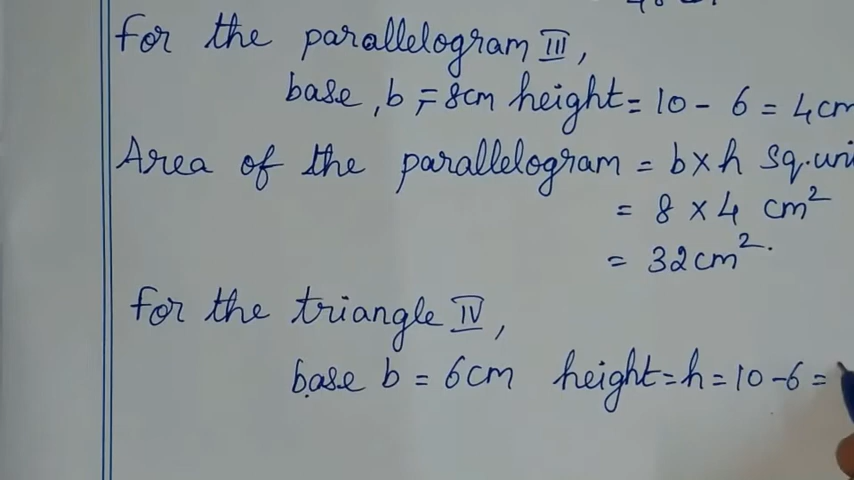 For the parallelogram III,
base, b = 8cm height = 10 - 6 = 4cm
Area of the parallelogram = b x h Sq.uni
= 8 x 4 cm²
= 32cm².
For the triangle IV,
base b = 6cm height = h = 10 - 6 =